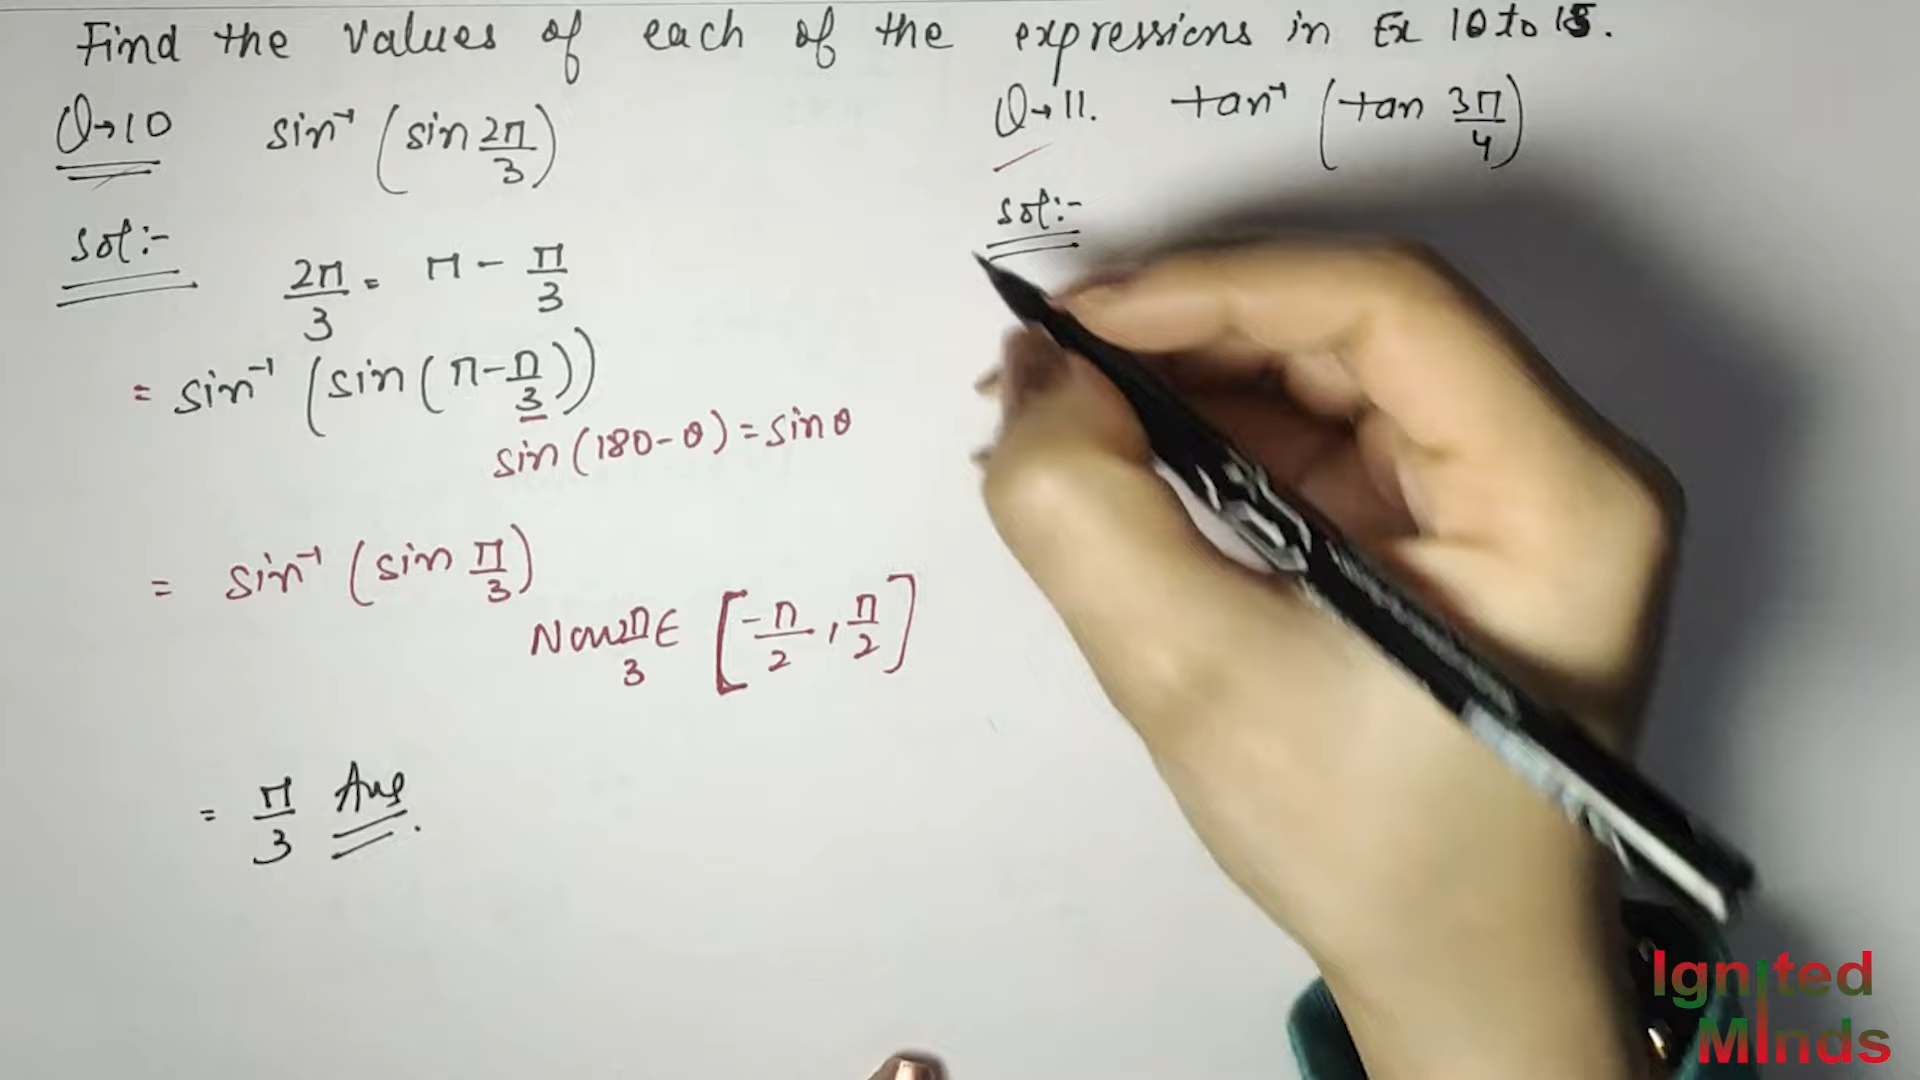 Find the values of each of the expressions in Ex 10 to 15.
Q→10 sin⁻¹ (sin 2π/3)
Sol:-
2π/3 = π - π/3
= sin⁻¹ (sin (π - π/3))
sin (180 - θ) = sin θ
= sin⁻¹ (sin π/3)
Now π/3 ∈ [-π/2, π/2]
= π/3 Ans.
Q→11. tan⁻¹ (tan 3π/4)
Sol:-
Ignited
Minds